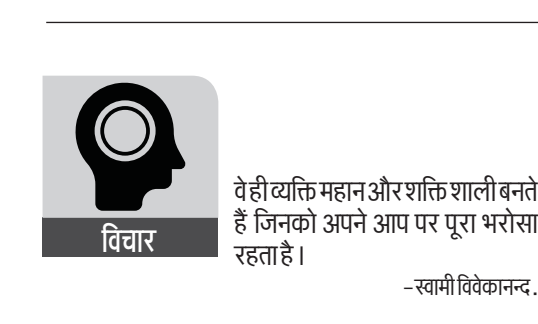 विचार
वे ही व्यक्ति महान और शक्ति शाली बनते
हैं जिनको अपने आप पर पूरा भरोसा
रहता है।
-स्वामी विवेकानन्द.